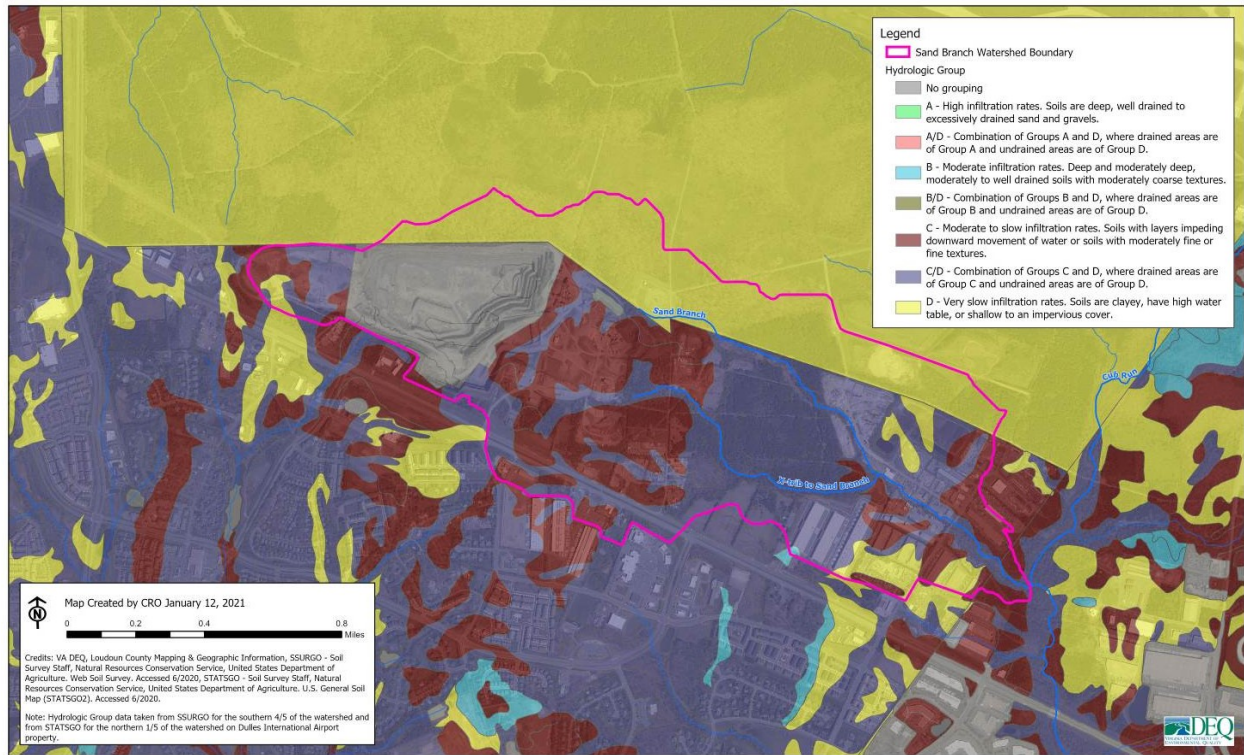 Legend
Sand Branch Watershed Boundary
Hydrologic Group
No grouping
A - High infiltration rates. Soils are deep, well drained to
excessively drained sand and gravels.
A/D - Combination of Groups A and D, where drained areas are
of Group A and undrained areas are of Group D.
B - Moderate infiltration rates. Deep and moderately deep,
moderately to well drained soils with moderately coarse textures.
B/D - Combination of Groups B and D, where drained areas are
of Group B and undrained areas are of Group D.
C - Moderate to slow infiltration rates. Soils with layers impeding
downward movement of water or soils with moderately fine or
fine textures.
C/D - Combination of Groups C and D, where drained areas are
of Group C and undrained areas are of Group D.
D - Very slow infiltration rates. Soils are clayey, have high water
table, or shallow to an impervious cover.
Sand Branch
Cub Run
X-trib to Sand Branch
N
Map Created by CRO January 12, 2021
0 0.2 0.4 0.8
Miles
Credits: VA DEQ, Loudoun County Mapping & Geographic Information, SSURGO - Soil
Survey Staff, Natural Resources Conservation Service, United States Department of
Agriculture. Web Soil Survey. Accessed 6/2020, STATSGO - Soil Survey Staff, Natural
Resources Conservation Service, United States Department of Agriculture. U.S. General Soil
Map (STATSGO2). Accessed 6/2020.
Note: Hydrologic Group data taken from SSURGO for the southern 4/5 of the watershed and
from STATSGO for the northern 1/5 of the watershed on Dulles International Airport
property.
DEQ
VIRGINIA DEPARTMENT OF
ENVIRONMENTAL QUALITY